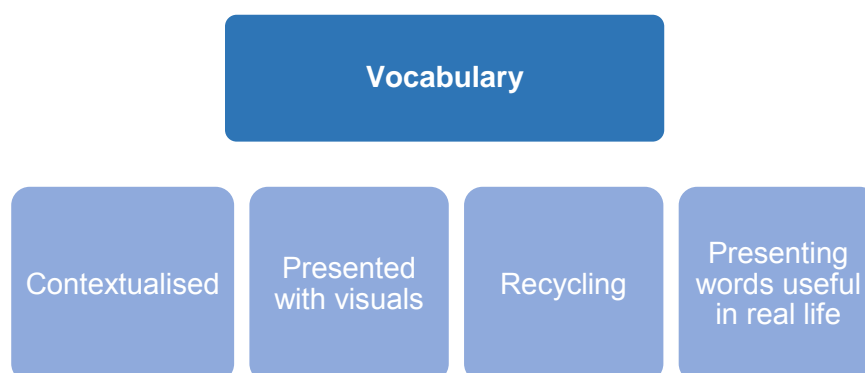 Vocabulary
Contextualised
Presented
with visuals
Recycling
Presenting
words useful
in real life